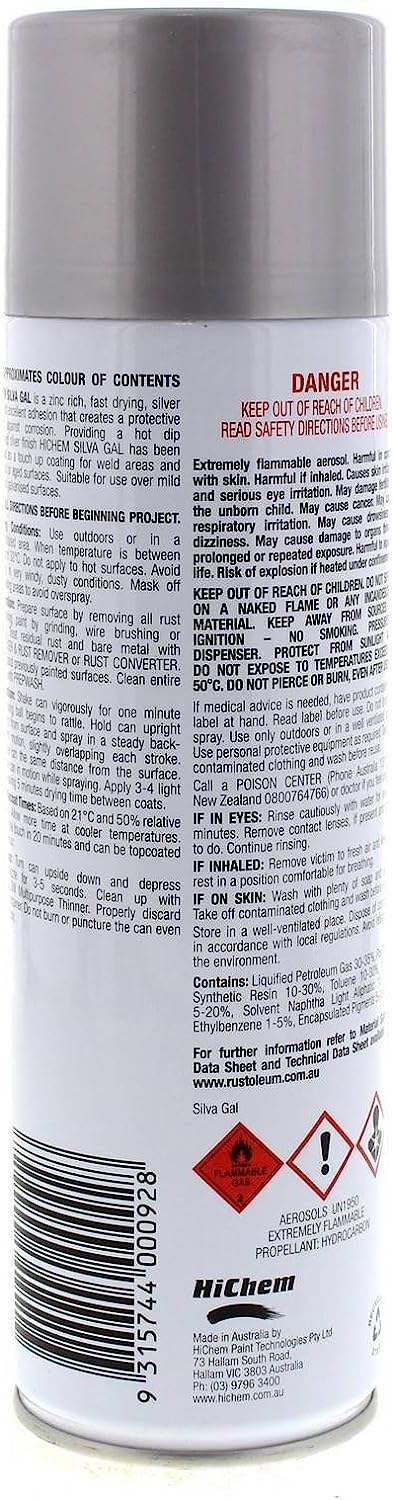 PPROXIMATES COLOUR OF CONTENTS
SILVA GAL is a zinc rich, fast drying, silver
excellent adhesion that creates a protective
against corrosion. Providing a hot dip
finish HICHEM SILVA GAL has been
as a touch up coating for weld areas and
surfaces. Suitable for use over mild
surfaces.
DIRECTIONS BEFORE BEGINNING PROJECT.
Conditions: Use outdoors or in a
area. When temperature is between
32°C. Do not apply to hot surfaces. Avoid
very windy, dusty conditions. Mask off
areas to avoid overspray.
Prepare surface by removing all rust
paint by grinding, wire brushing or
residual rust and bare metal with
RUST REMOVER or RUST CONVERTER.
previously painted surfaces. Clean entire
PREPWASH.
Shake can vigorously for one minute
ball begins to rattle. Hold can upright
from surface and spray in a steady back-
motion, slightly overlapping each stroke.
the same distance from the surface.
in motion while spraying. Apply 3-4 light
minutes drying time between coats.
Times: Based on 21°C and 50% relative
more time at cooler temperatures.
touch in 20 minutes and can be topcoated
Turn can upside down and depress
for 3-5 seconds. Clean up with
Multipurpose Thinner. Properly discard
Do not burn or puncture the can even
DANGER
KEEP OUT OF REACH OF CHILDREN.
READ SAFETY DIRECTIONS BEFORE USING
Extremely flammable aerosol. Harmful in
with skin. Harmful if inhaled. Causes skin
and serious eye irritation. May damage
the unborn child. May cause cancer. May cause
respiratory irritation. May cause drowsiness
dizziness. May cause damage to organs
prolonged or repeated exposure. Harmful to
life. Risk of explosion if heated under
KEEP OUT OF REACH OF CHILDREN. DO NOT
ON A NAKED FLAME OR ANY
MATERIAL. KEEP AWAY FROM SOURCES
IGNITION – NO SMOKING.
DISPENSER. PROTECT FROM SUNLIGHT
DO NOT EXPOSE TO TEMPERATURES
50°C. DO NOT PIERCE OR BURN, EVEN AFTER
If medical advice is needed, have product
label at hand. Read label before use. Do not
spray. Use only outdoors or in a well
Use personal protective equipment as required.
contaminated clothing and wash before
Call a POISON CENTER (Phone Australia
New Zealand 0800764766) or doctor if you
IF IN EYES: Rinse cautiously with water for
minutes. Remove contact lenses, if present
to do. Continue rinsing.
IF INHALED: Remove victim to fresh air and
rest in a position comfortable for breathing.
IF ON SKIN: Wash with plenty of soap and
Take off contaminated clothing and wash before
Store in a well-ventilated place. Dispose of
in accordance with local regulations. Avoid
the environment.
Contains: Liquified Petroleum Gas 30-38%,
Synthetic Resin 10-30%, Toluene 10-30%,
5-20%, Solvent Naphtha Light Aliphatic
Ethylbenzene 1-5%, Encapsulated Pigments
For further information refer to Material
Data Sheet and Technical Data Sheet
www.rustoleum.com.au
Silva Gal
FLAMMABLE
GAS
2
AEROSOLS UN1950
EXTREMELY FLAMMABLE
PROPELLANT: HYDROCARBON
HiChem
Made in Australia by
HiChem Paint Technologies Pty Ltd
73 Hallam South Road,
Hallam VIC 3803 Australia
Ph: (03) 9796 3400
www.hichem.com.au
9 315744 000928